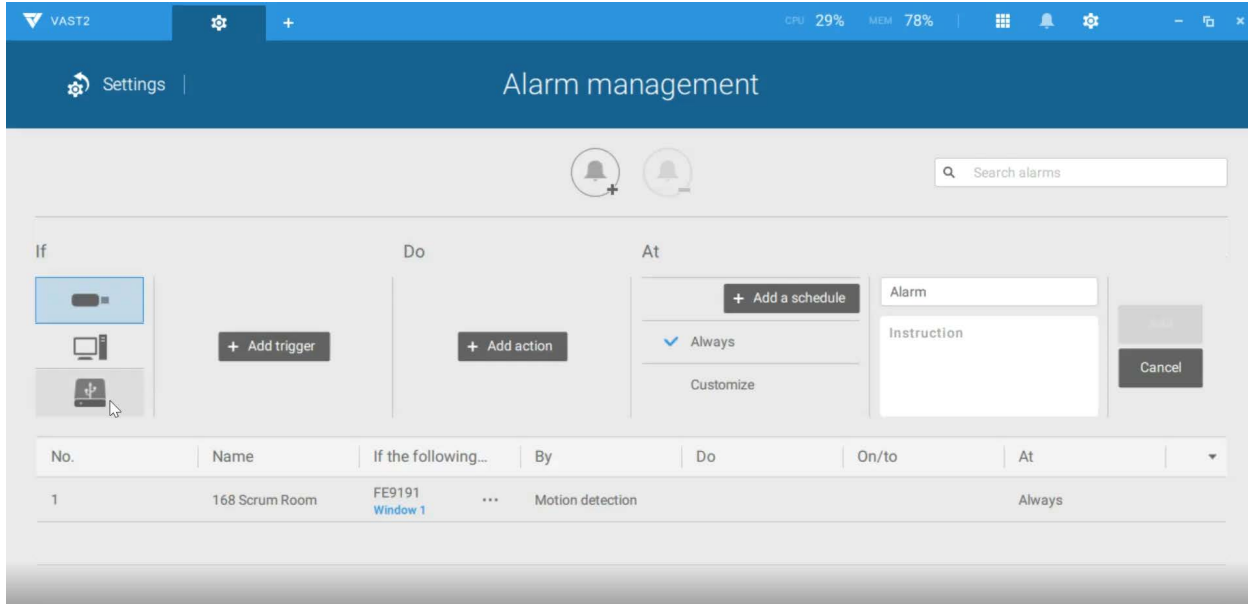 VAST2
+
CPU 29% MEM 78%
Settings
Alarm management
Search alarms
If
Do
At
+ Add trigger
+ Add action
+ Add a schedule
Always
Customize
Alarm
Instruction
Cancel
No. Name If the following... By Do On/to At
1 168 Scrum Room FE9191 ... Motion detection Always
Window 1